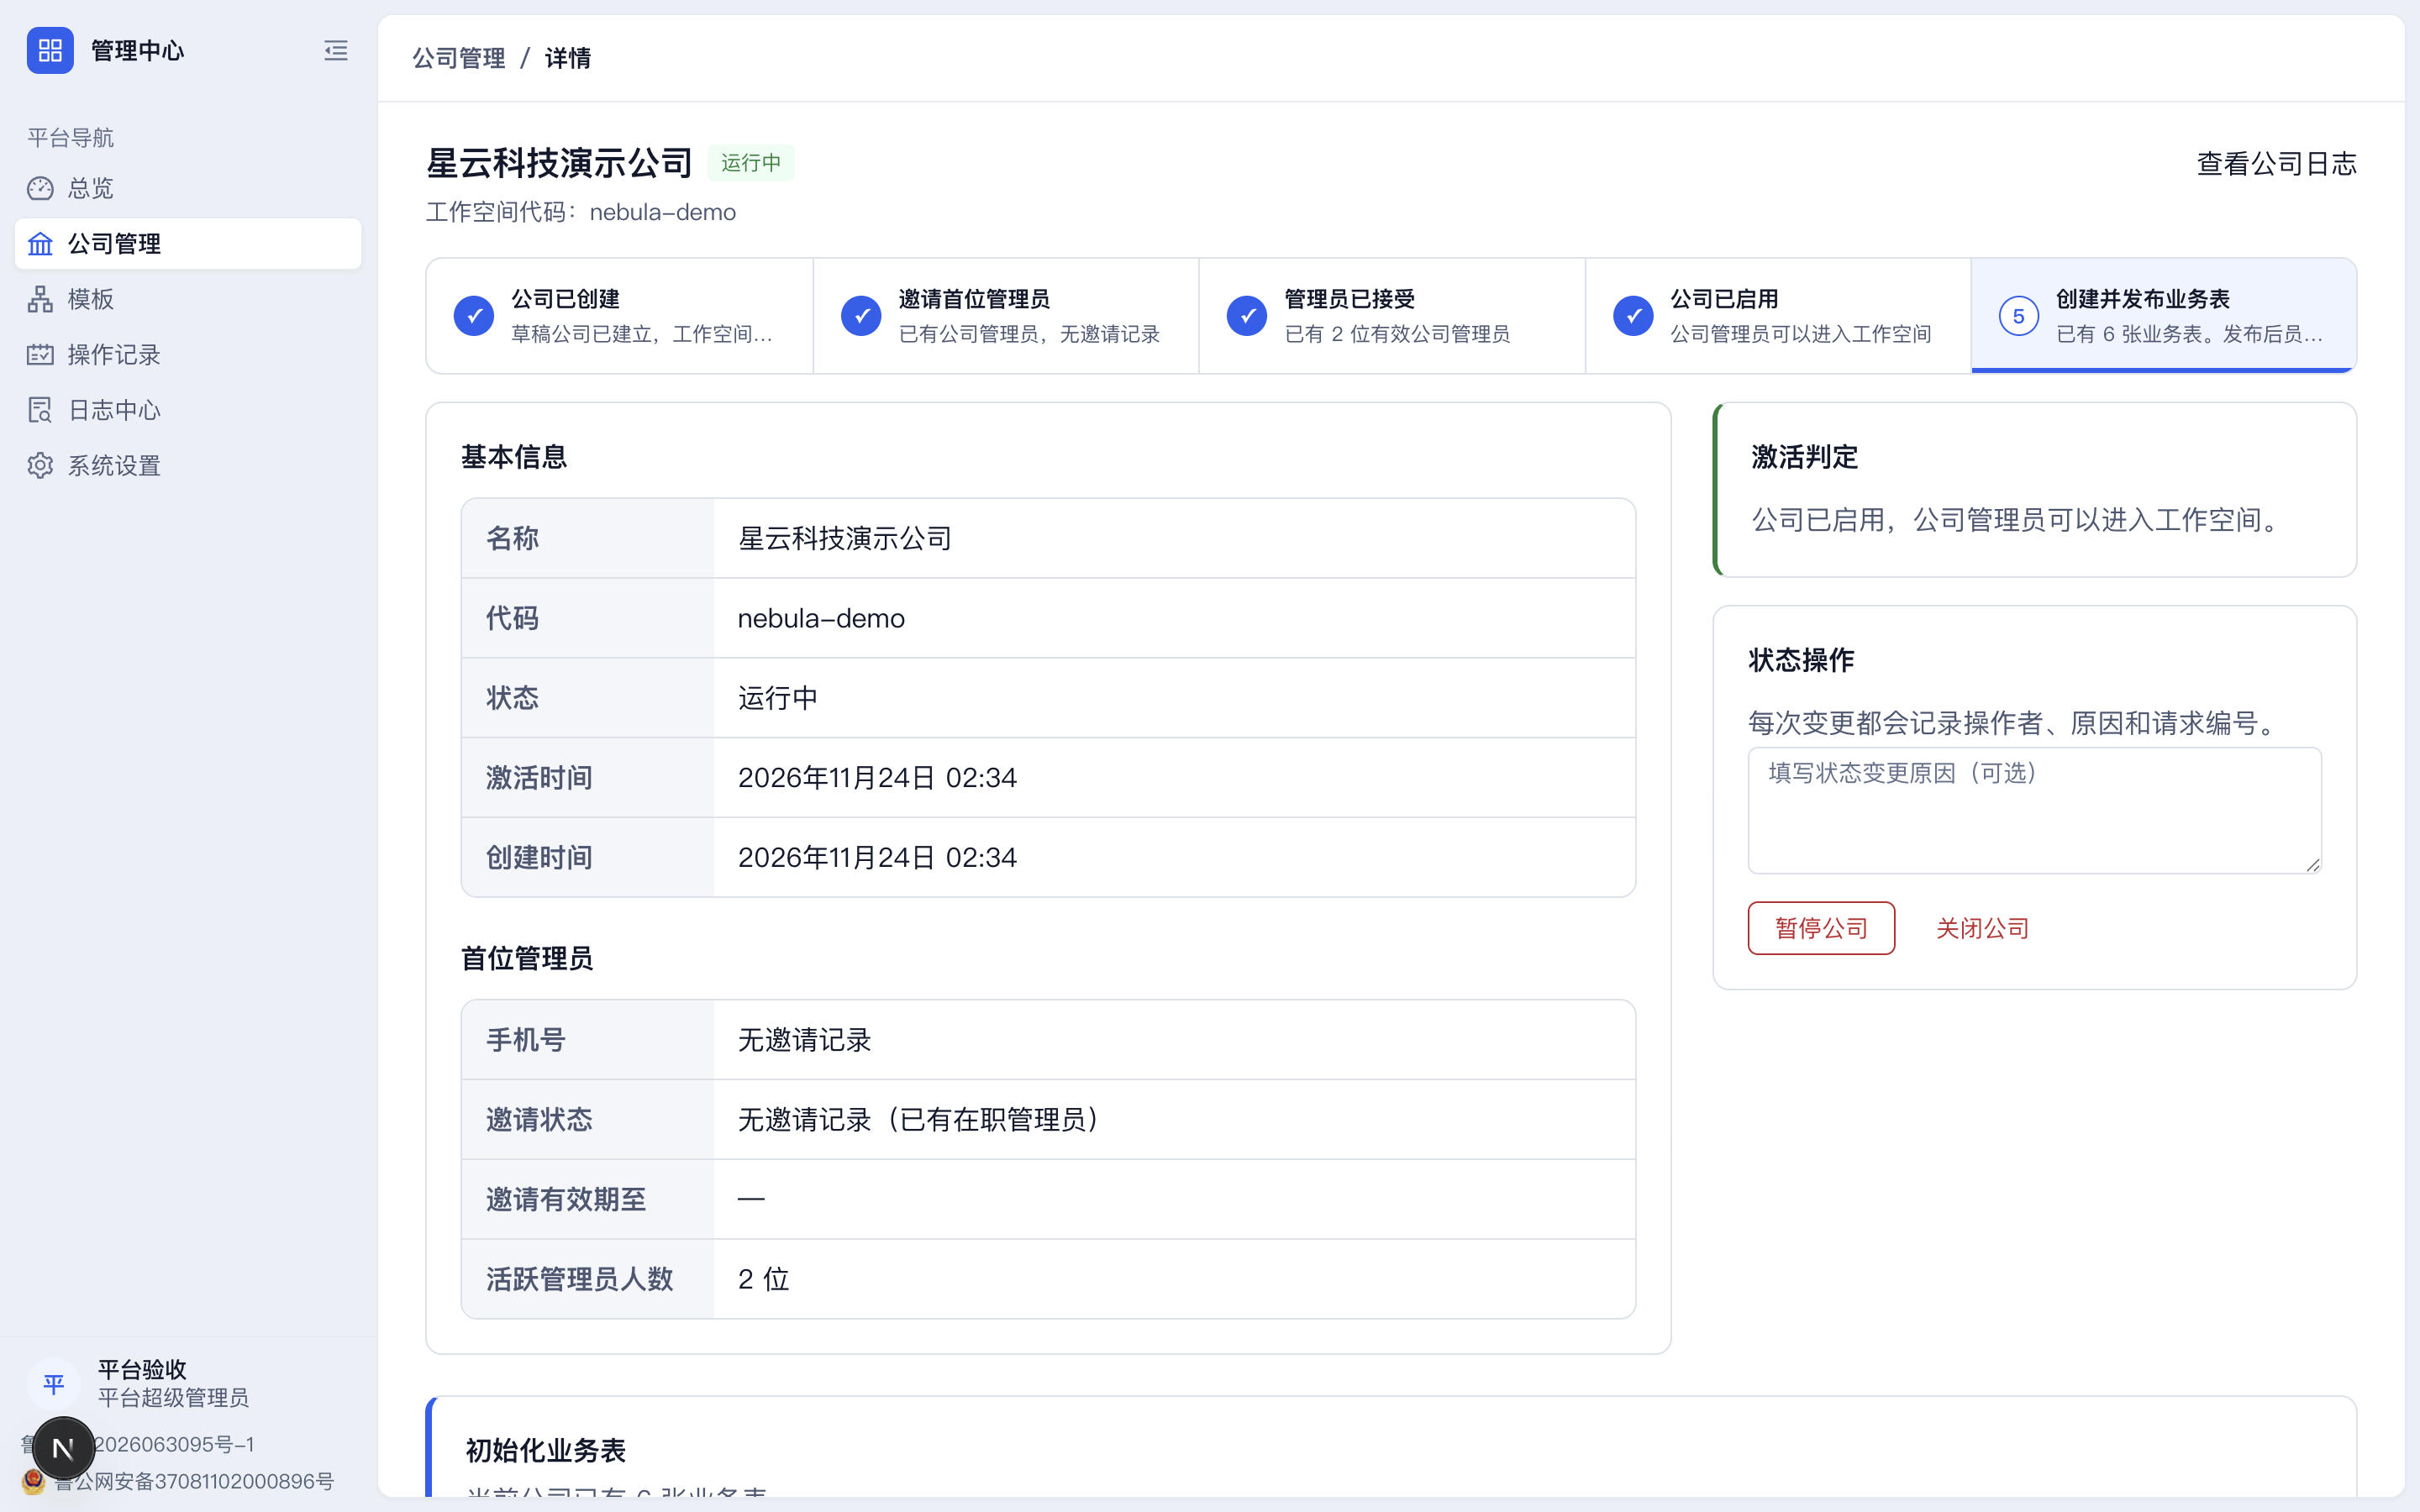 管理中心
平台导航
总览
公司管理
模板
操作记录
日志中心
系统设置
平
平台验收
平台超级管理员
N
2026063095号-1
公网安备37081102000896号
公司管理 / 详情
星云科技演示公司 运行中
查看公司日志
工作空间代码：nebula-demo
公司已创建
草稿公司已建立，工作空间...
邀请首位管理员
已有公司管理员，无邀请记录
管理员已接受
已有 2 位有效公司管理员
公司已启用
公司管理员可以进入工作空间
5
创建并发布业务表
已有 6 张业务表。发布后员...
基本信息
名称 星云科技演示公司
代码 nebula-demo
状态 运行中
激活时间 2026年11月24日 02:34
创建时间 2026年11月24日 02:34
首位管理员
手机号 无邀请记录
邀请状态 无邀请记录（已有在职管理员）
邀请有效期至 —
活跃管理员人数 2 位
激活判定
公司已启用，公司管理员可以进入工作空间。
状态操作
每次变更都会记录操作者、原因和请求编号。
填写状态变更原因（可选）
暂停公司 关闭公司
初始化业务表
当前公司已有 6 张业务表